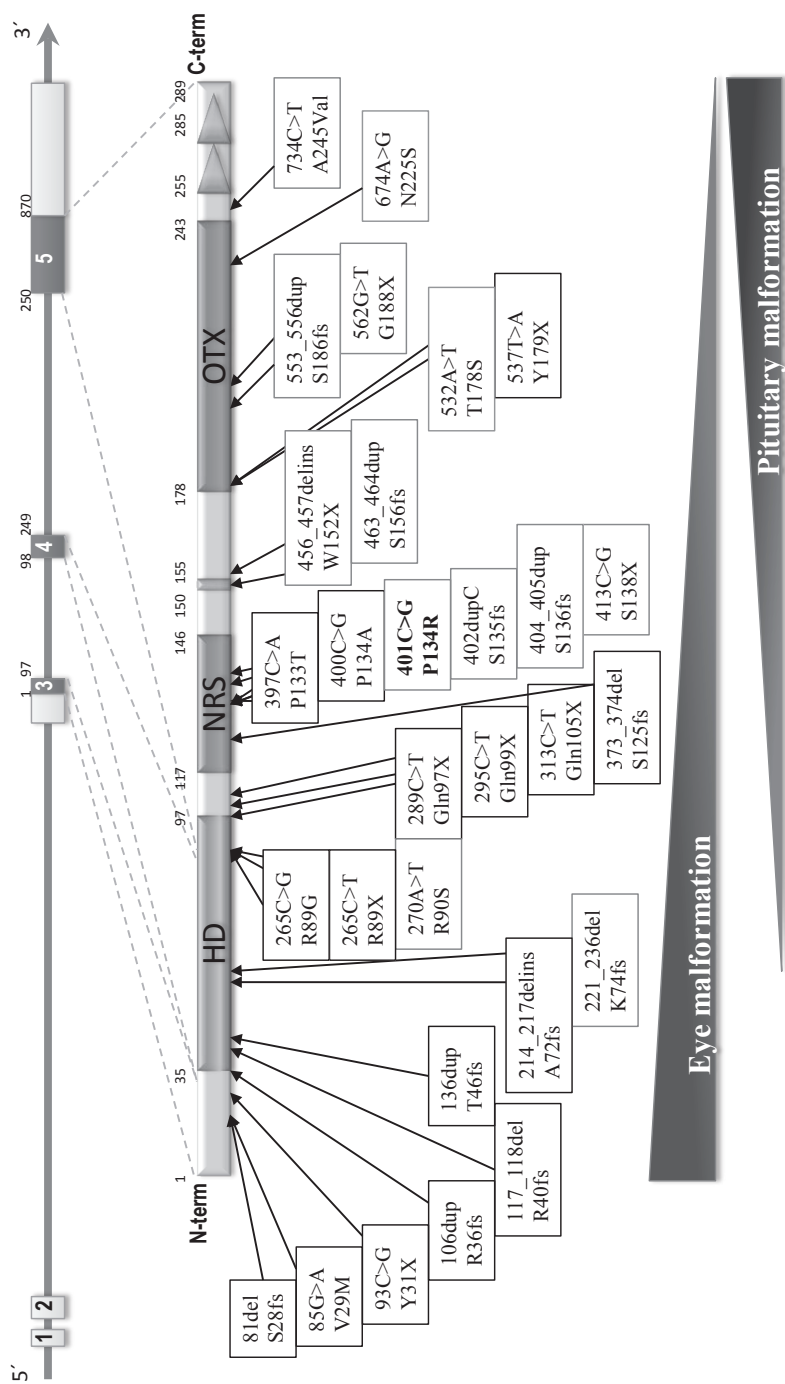 5´
3´
1
2
3
4
5
1
97
98
249
250
870
N-term
C-term
1
35
97
117
146
150
155
178
243
255
285
289
HD
NRS
OTX
81del
S28fs
85G>A
V29M
93C>G
Y31X
106dup
R36fs
117_118del
R40fs
136dup
T46fs
214_217delins
A72fs
221_236del
K74fs
265C>G
R89G
265C>T
R89X
270A>T
R90S
289C>T
Gln97X
295C>T
Gln99X
313C>T
Gln105X
373_374del
S125fs
397C>A
P133T
400C>G
P134A
401C>G
P134R
402dupC
S135fs
404_405dup
S136fs
413C>G
S138X
456_457delins
W152X
463_464dup
S156fs
532A>T
T178S
537T>A
Y179X
553_556dup
S186fs
562G>T
G188X
674A>G
N225S
734C>T
A245Val
Eye malformation
Pituitary malformation